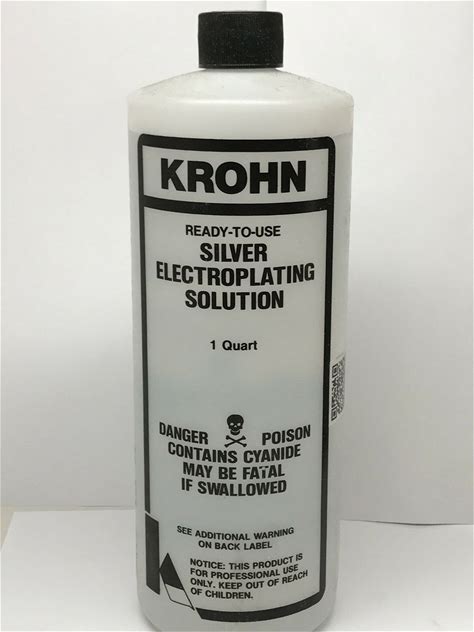 KROHN
READY-TO-USE
SILVER
ELECTROPLATING
SOLUTION
1 Quart
DANGER POISON
CONTAINS CYANIDE
MAY BE FATAL
IF SWALLOWED
SEE ADDITIONAL WARNING
ON BACK LABEL
NOTICE: THIS PRODUCT IS
FOR PROFESSIONAL USE
ONLY. KEEP OUT OF REACH
OF CHILDREN.